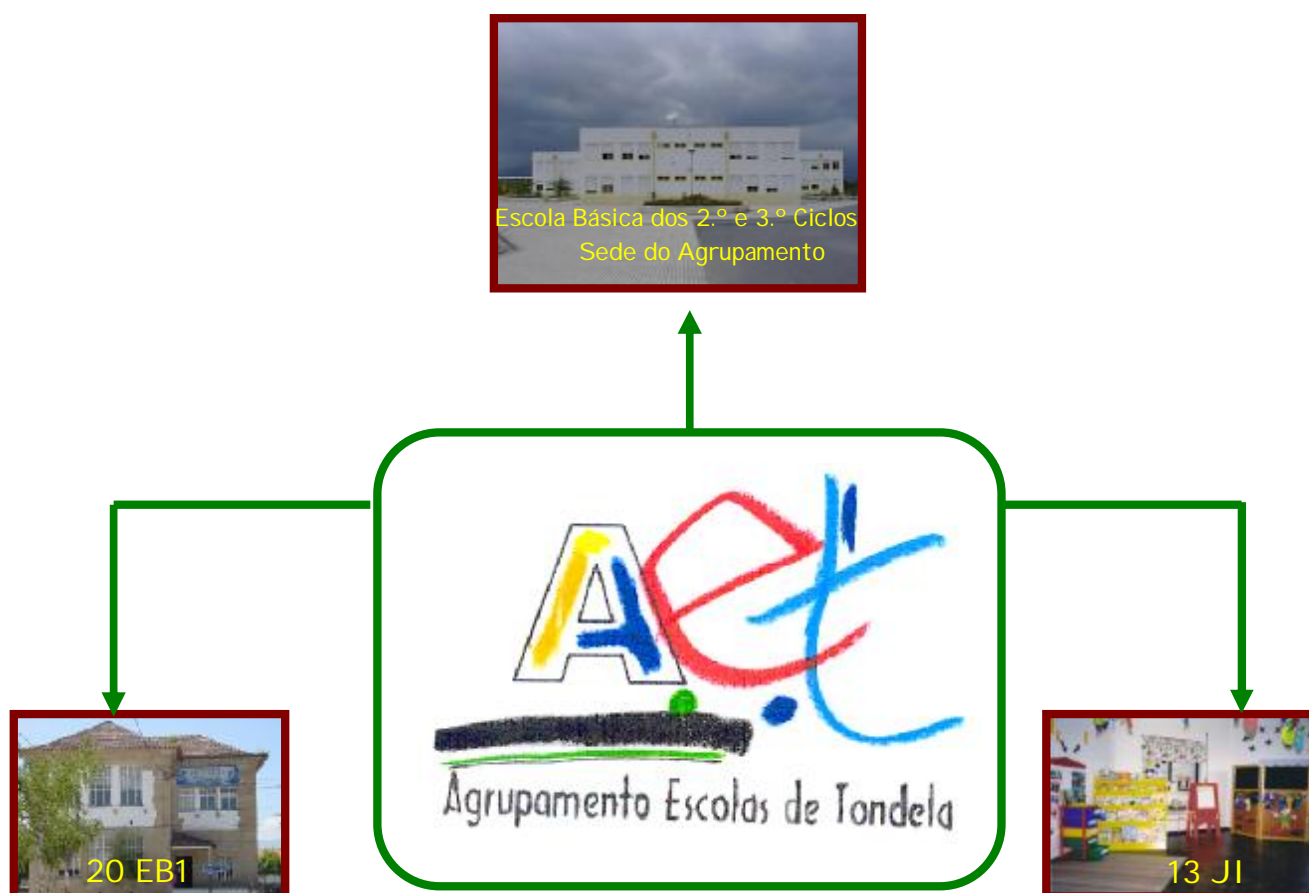 Escola Básica dos 2.º e 3.º Ciclos
Sede do Agrupamento
A.e.t
Agrupamento Escolas de Tondela
20 EB1
13 JI